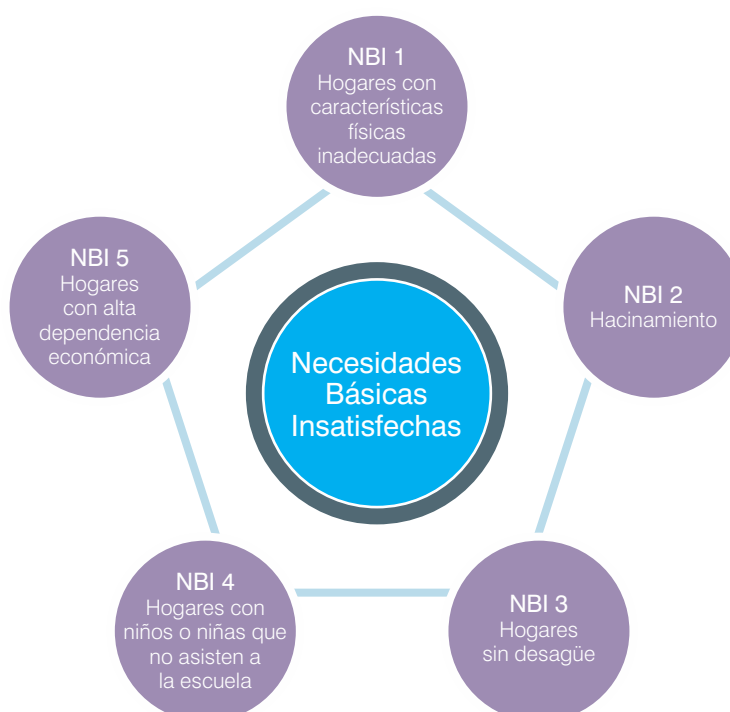 NBI 1
Hogares con
características
físicas
inadecuadas
NBI 5
Hogares
con alta
dependencia
económica
NBI 2
Hacinamiento
Necesidades
Básicas
Insatisfechas
NBI 4
Hogares con
niños o niñas que
no asisten a
la escuela
NBI 3
Hogares
sin desagüe